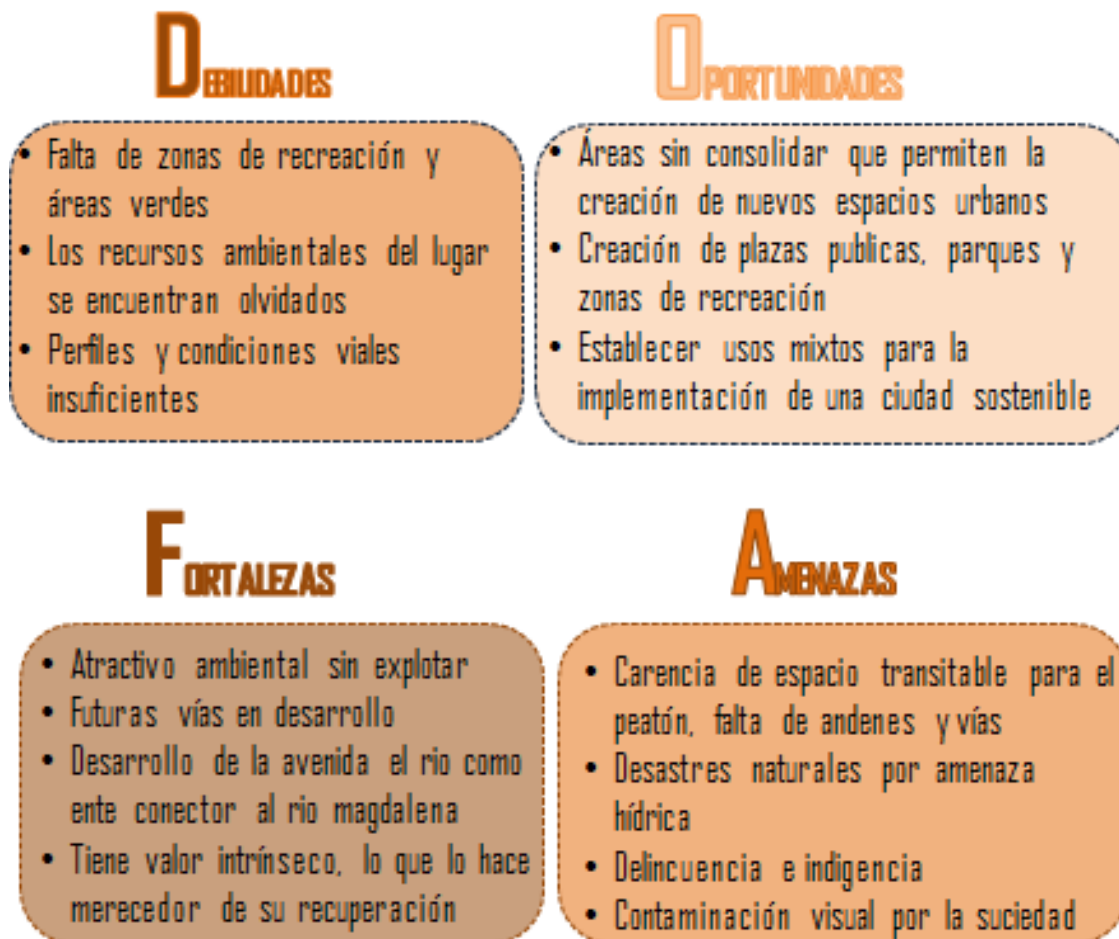 DEBILIDADES
• Falta de zonas de recreación y
áreas verdes
• Los recursos ambientales del lugar
se encuentran olvidados
• Perfiles y condiciones viales
insuficientes
OPORTUNIDADES
• Áreas sin consolidar que permiten la
creación de nuevos espacios urbanos
• Creación de plazas publicas, parques y
zonas de recreación
• Establecer usos mixtos para la
implementación de una ciudad sostenible
FORTALEZAS
• Atractivo ambiental sin explotar
• Futuras vías en desarrollo
• Desarrollo de la avenida el rio como
ente conector al rio magdalena
• Tiene valor intrínseco, lo que lo hace
merecedor de su recuperación
AMENAZAS
• Carencia de espacio transitable para el
peatón, falta de andenes y vías
• Desastres naturales por amenaza
hídrica
• Delincuencia e indigencia
• Contaminación visual por la suciedad